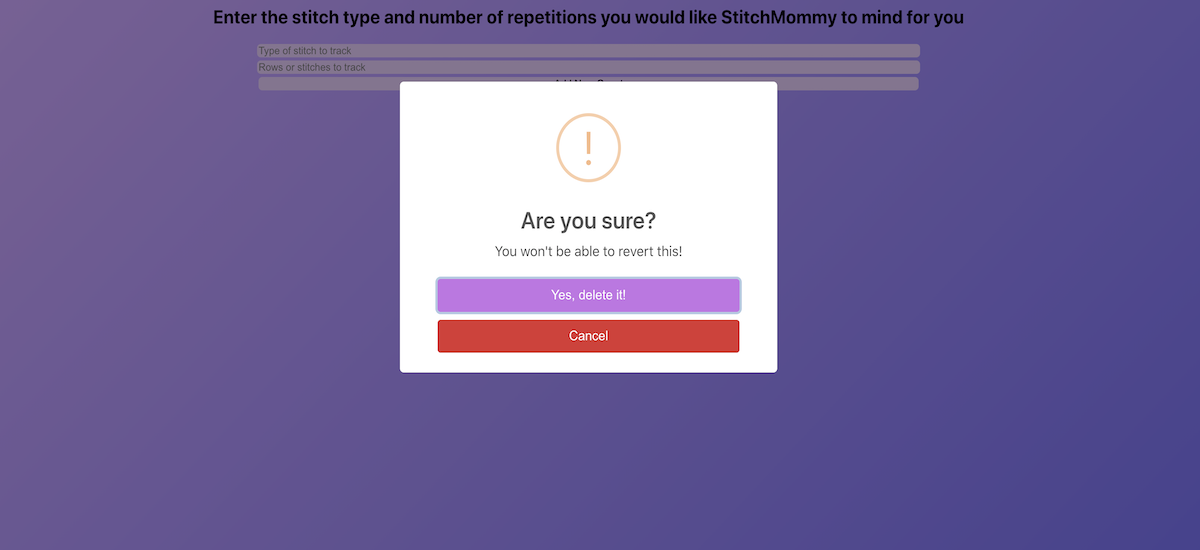 Enter the stitch type and number of repetitions you would like StitchMommy to mind for you
Type of stitch to track
Rows or stitches to track
Are you sure?
You won't be able to revert this!
Yes, delete it!
Cancel